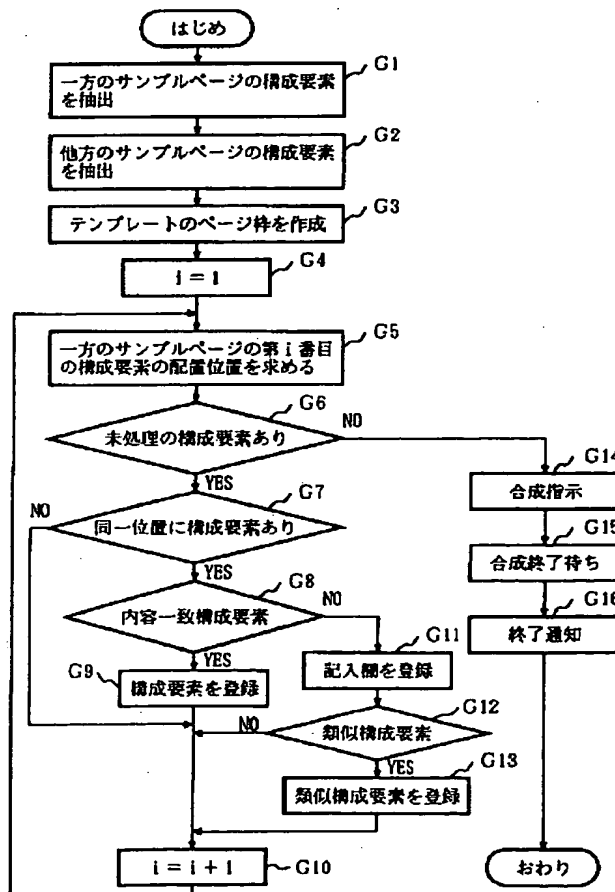 はじめ
G1
一方のサンプルページの構成要素
を抽出
G2
他方のサンプルページの構成要素
を抽出
G3
テンプレートのページ枠を作成
G4
i = 1
G5
一方のサンプルページの第i番目
の構成要素の配置位置を求める
G6
未処理の構成要素あり
NO
YES
G14
合成指示
G7
NO
同一位置に構成要素あり
YES
G15
合成終了待ち
G8
内容一致構成要素
NO
YES
G16
終了通知
G11
記入欄を登録
G9
構成要素を登録
G12
NO
類似構成要素
YES
G13
類似構成要素を登録
i = i + 1
G10
おわり